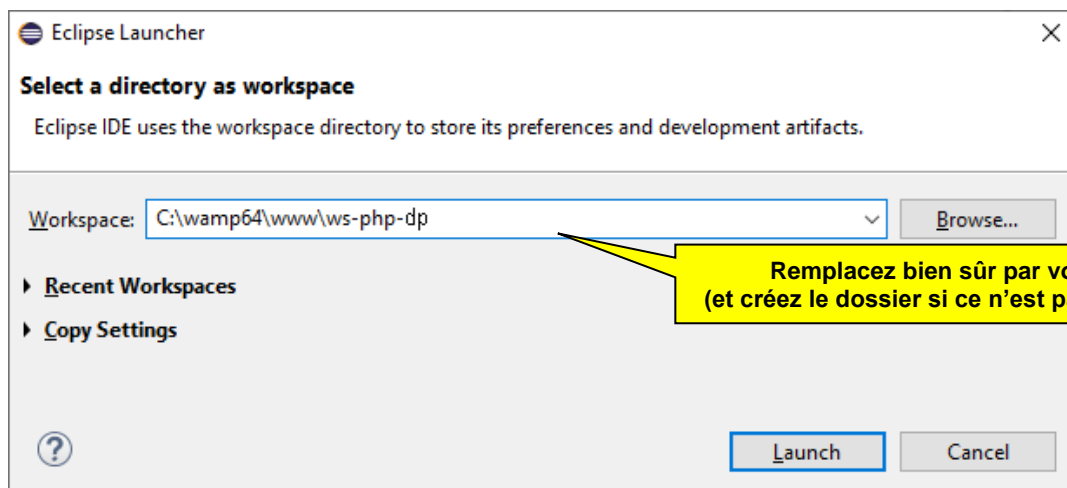 Eclipse Launcher
Select a directory as workspace
Eclipse IDE uses the workspace directory to store its preferences and development artifacts.
Workspace: C:\wamp64\www\ws-php-dp Browse...
Remplacez bien sûr par
(et créez le dossier si ce n’est
Recent Workspaces
Copy Settings
? Launch Cancel